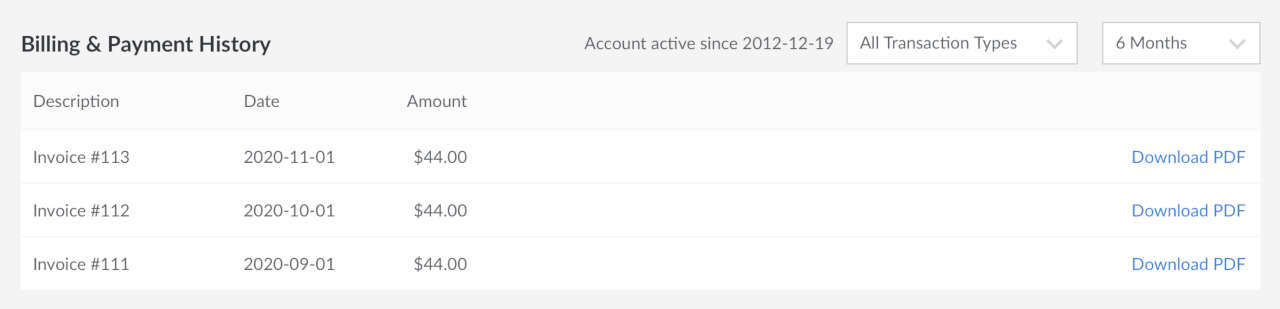 Billing & Payment History Account active since 2012-12-19 All Transaction Types 6 Months
Description Date Amount
Invoice #113 2020-11-01 $44.00 Download PDF
Invoice #112 2020-10-01 $44.00 Download PDF
Invoice #111 2020-09-01 $44.00 Download PDF